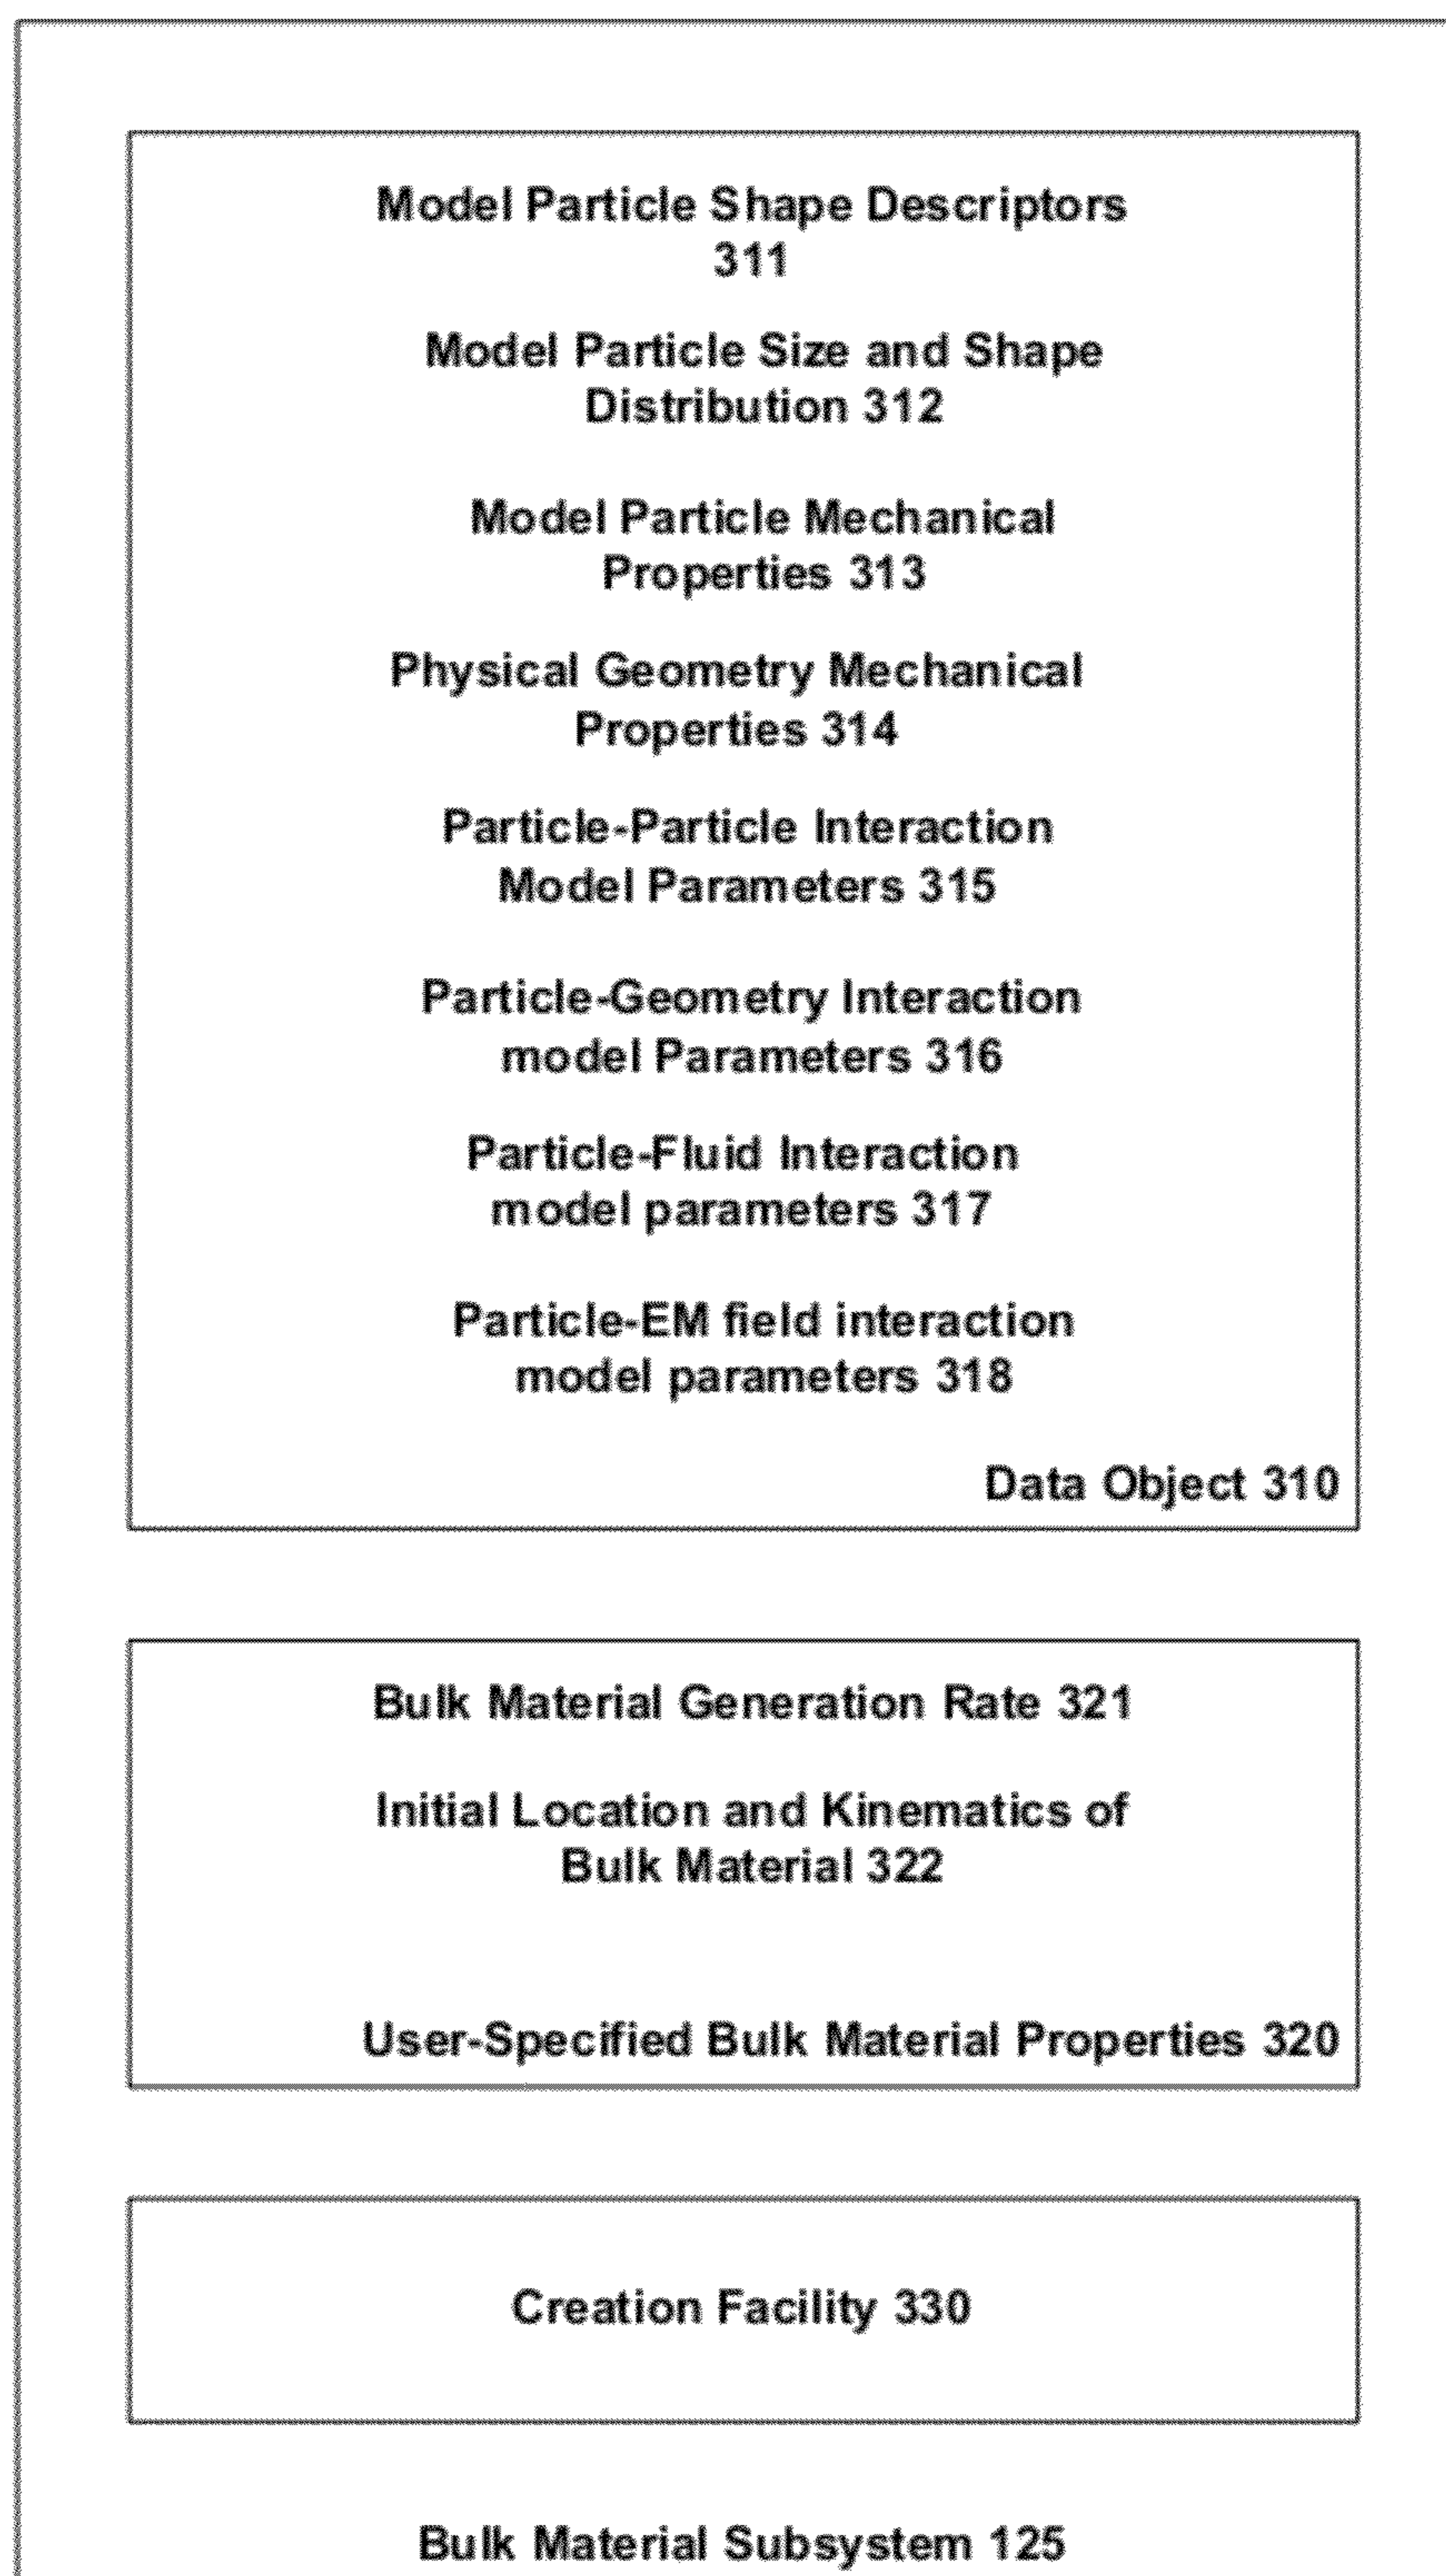 Model Particle Shape Descriptors
311
Model Particle Size and Shape
Distribution 312
Model Particle Mechanical
Properties 313
Physical Geometry Mechanical
Properties 314
Particle-Particle Interaction
Model Parameters 315
Particle-Geometry Interaction
model Parameters 316
Particle-Fluid Interaction
model parameters 317
Particle-EM field interaction
model parameters 318
Data Object 310
Bulk Material Generation Rate 321
Initial Location and Kinematics of
Bulk Material 322
User-Specified Bulk Material Properties 320
Creation Facility 330
Bulk Material Subsystem 125